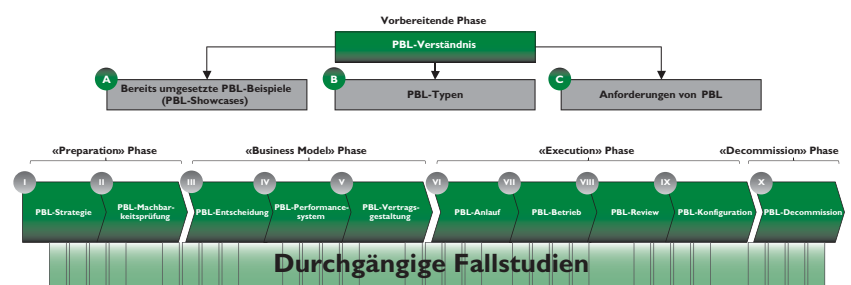 Vorbereitende Phase
PBL-Verständnis
A
Bereits umgesetzte PBL-Beispiele
(PBL-Showcases)
B
PBL-Typen
C
Anforderungen von PBL
«Preparation» Phase
«Business Model» Phase
«Execution» Phase
«Decommission» Phase
I
PBL-Strategie
II
PBL-Machbar-
keitsprüfung
III
PBL-Entscheidung
IV
PBL-Performance-
system
V
PBL-Vertrags-
gestaltung
VI
PBL-Anlauf
VII
PBL-Betrieb
VIII
PBL-Review
IX
PBL-Konfiguration
X
PBL-Decommission
Durchgängige Fallstudien